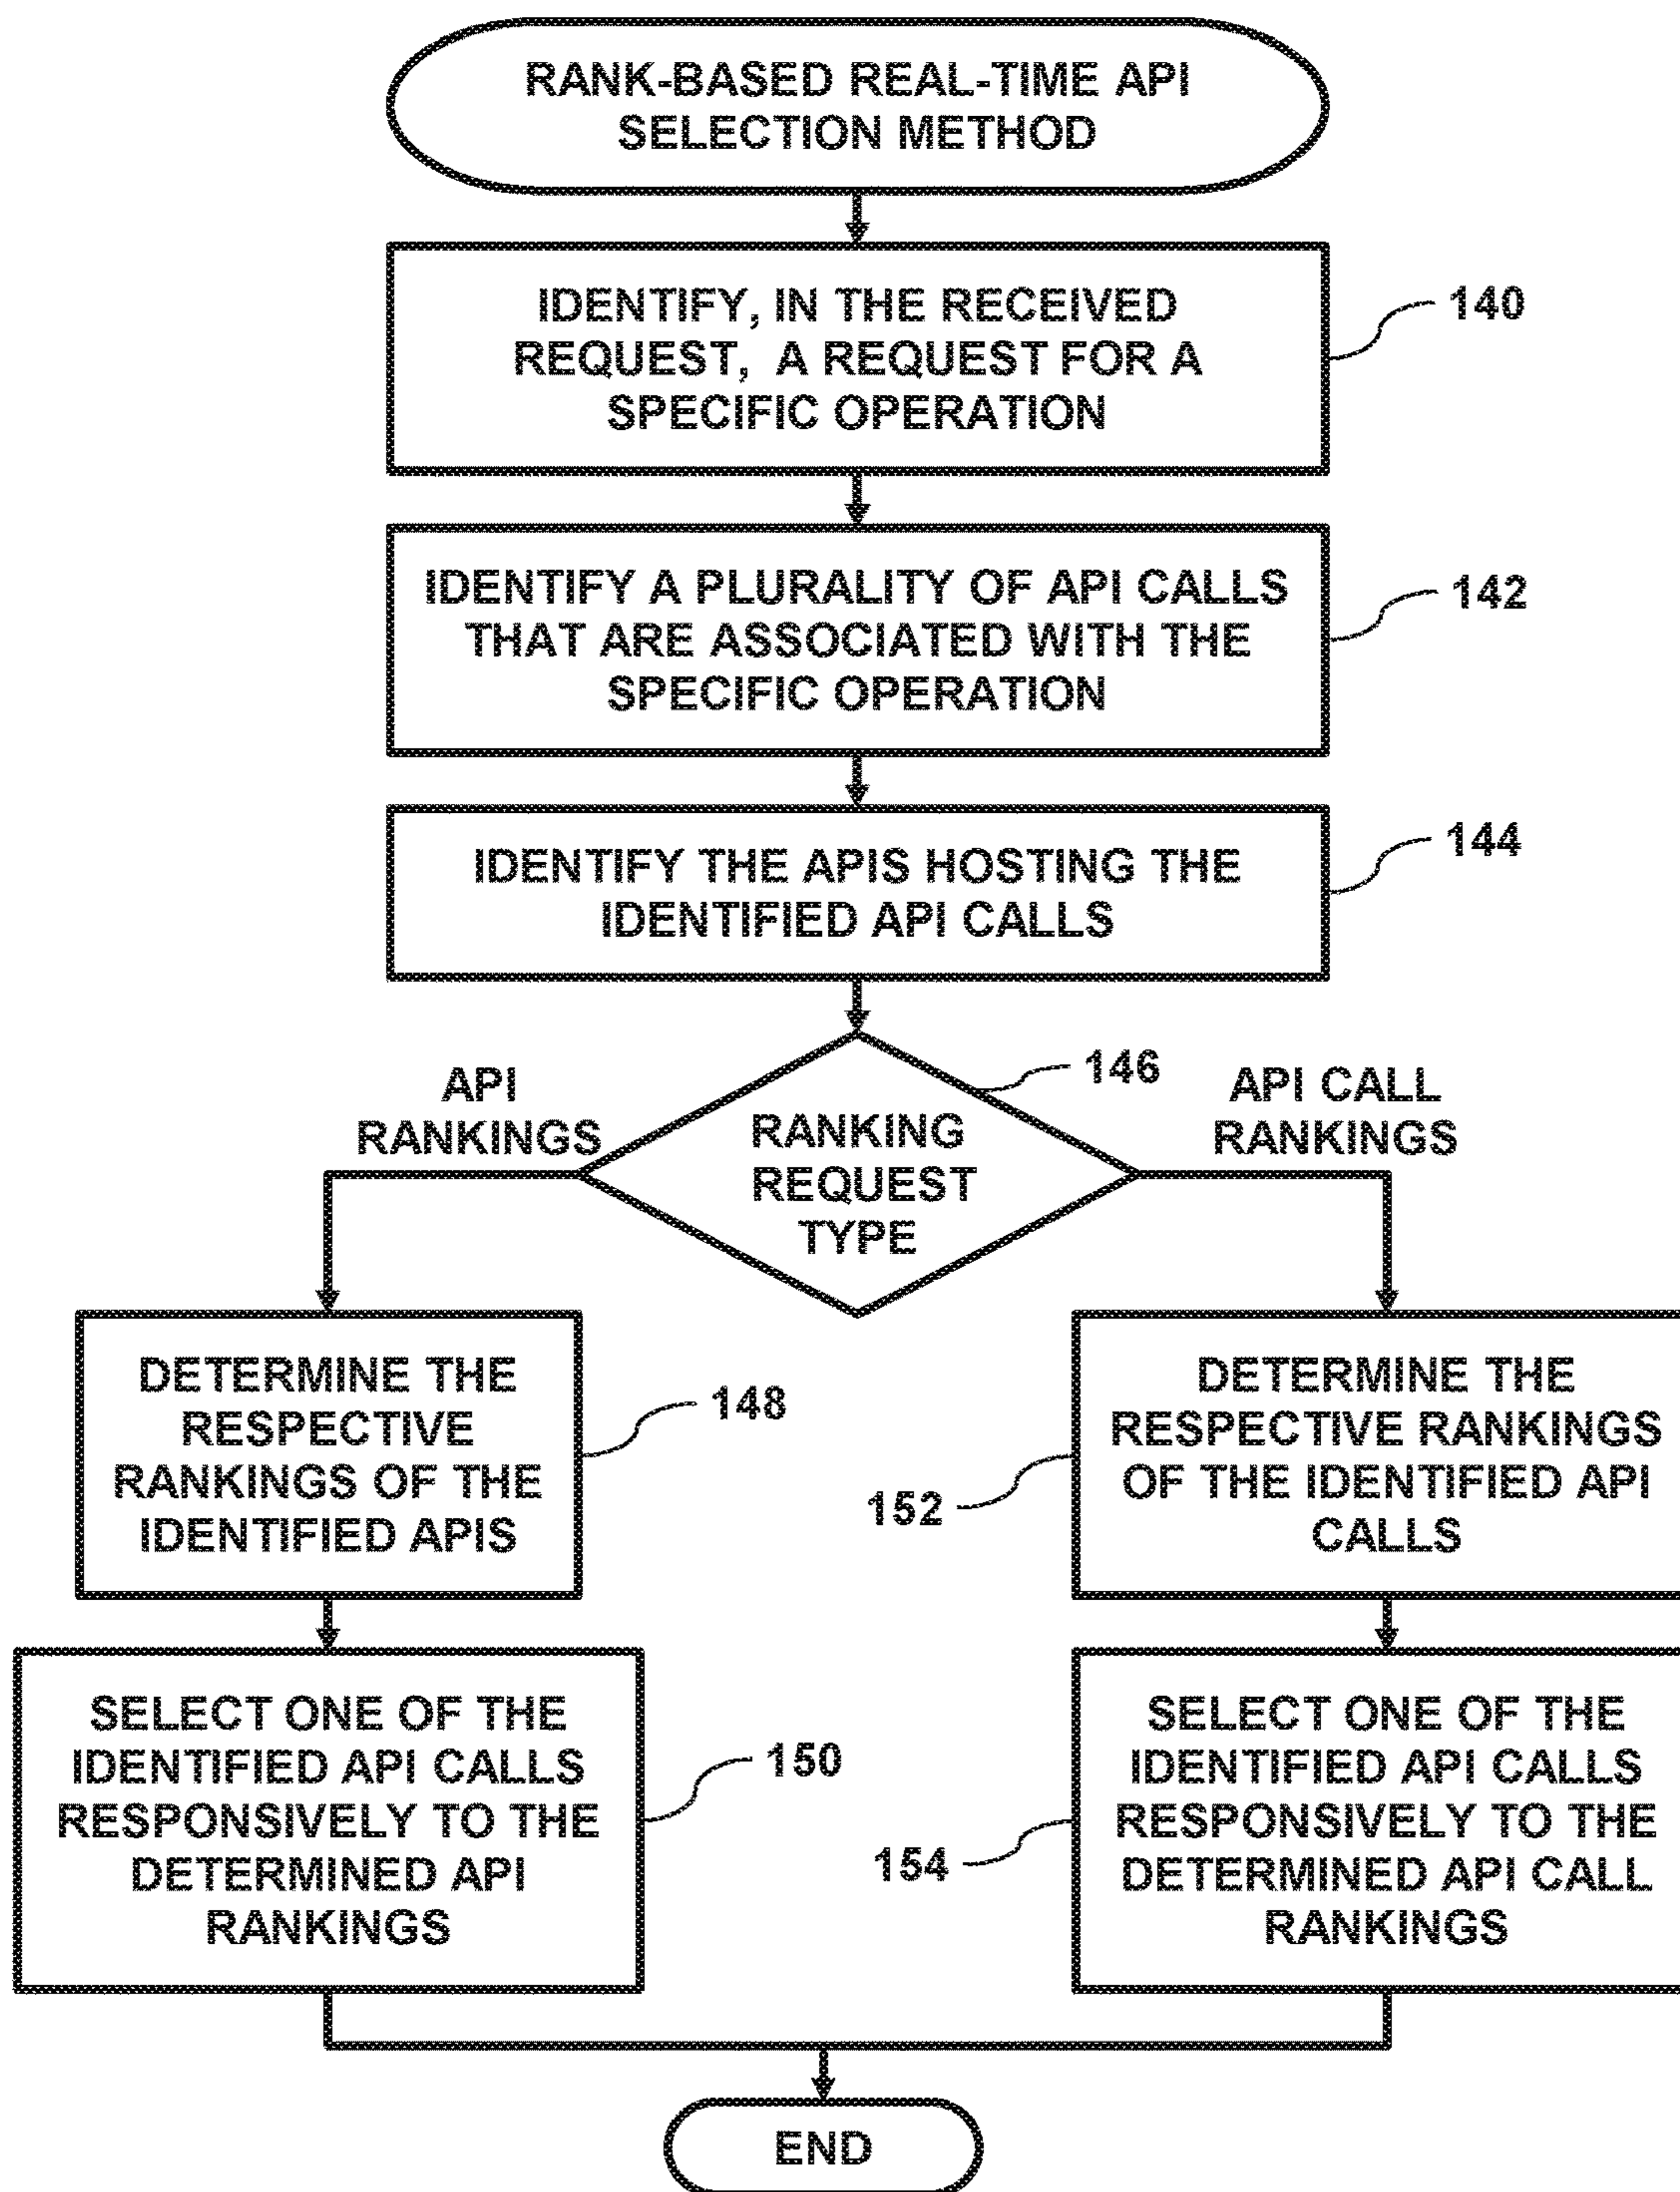 RANK-BASED REAL-TIME API
SELECTION METHOD
IDENTIFY, IN THE RECEIVED
REQUEST, A REQUEST FOR A
SPECIFIC OPERATION
140
IDENTIFY A PLURALITY OF API CALLS
THAT ARE ASSOCIATED WITH THE
SPECIFIC OPERATION
142
IDENTIFY THE APIS HOSTING THE
IDENTIFIED API CALLS
144
API
RANKINGS
RANKING
REQUEST
TYPE
146
API CALL
RANKINGS
DETERMINE THE
RESPECTIVE
RANKINGS OF THE
IDENTIFIED APIS
148
DETERMINE THE
RESPECTIVE RANKINGS
OF THE IDENTIFIED API
CALLS
152
SELECT ONE OF THE
IDENTIFIED API CALLS
RESPONSIVELY TO THE
DETERMINED API
RANKINGS
150
SELECT ONE OF THE
IDENTIFIED API CALLS
RESPONSIVELY TO THE
DETERMINED API CALL
RANKINGS
154
END